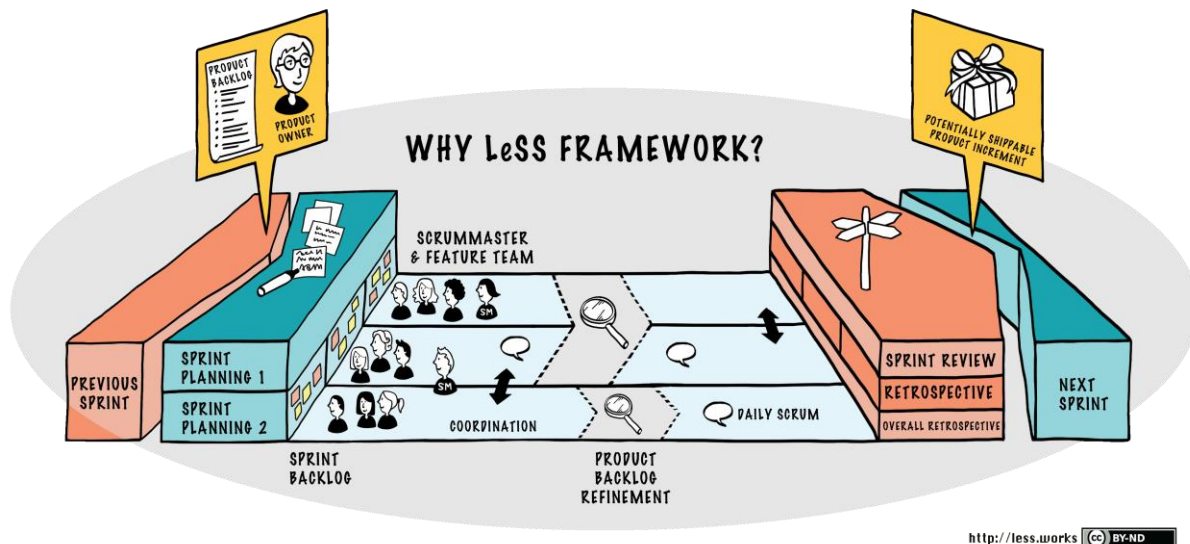 PRODUCT
BACKLOG
PRODUCT
OWNER
WHY LeSS FRAMEWORK?
POTENTIALLY SHIPPABLE
PRODUCT INCREMENT
SCRUMMASTER
& FEATURE TEAM
SM
SM
PREVIOUS
SPRINT
SPRINT
PLANNING 1
SPRINT
PLANNING 2
COORDINATION
DAILY SCRUM
SPRINT REVIEW
RETROSPECTIVE
OVERALL RETROSPECTIVE
NEXT
SPRINT
SPRINT
BACKLOG
PRODUCT
BACKLOG
REFINEMENT
http://less.works (cc) BY-ND